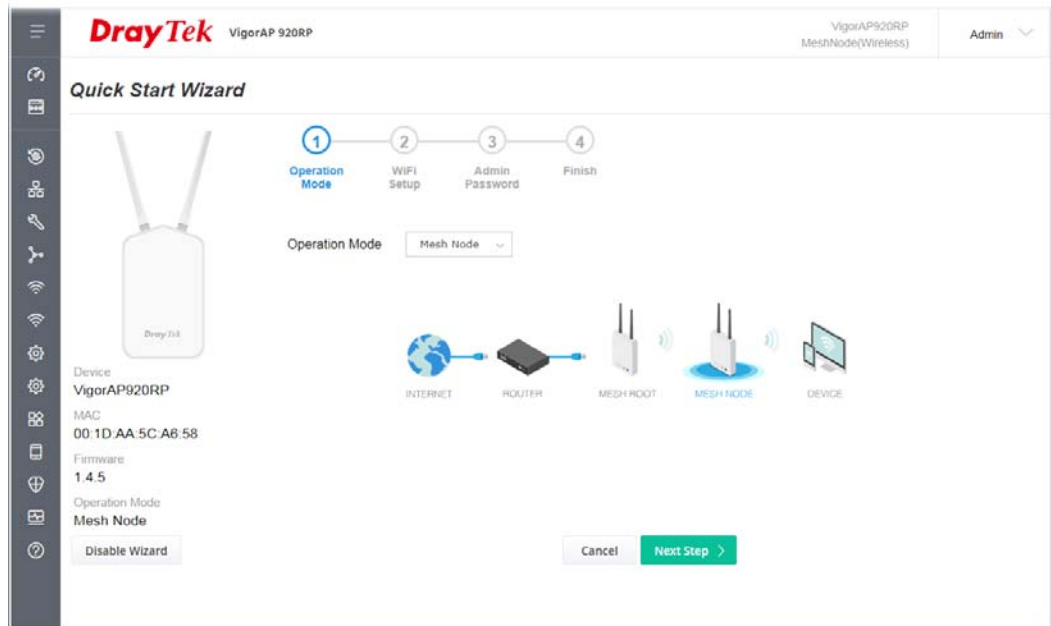 DrayTek VigorAP 920RP
VigorAP920RP
MeshNode(Wireless)
Admin
Quick Start Wizard
1 2 3 4
Operation Mode
WiFi Setup
Admin Password
Finish
Operation Mode Mesh Node
DrayTek
INTERNET ROUTER MESH ROOT MESH NODE DEVICE
Device
VigorAP920RP
MAC
00:1D:AA:5C:A6:58
Firmware
1.4.5
Operation Mode
Mesh Node
Disable Wizard Cancel Next Step